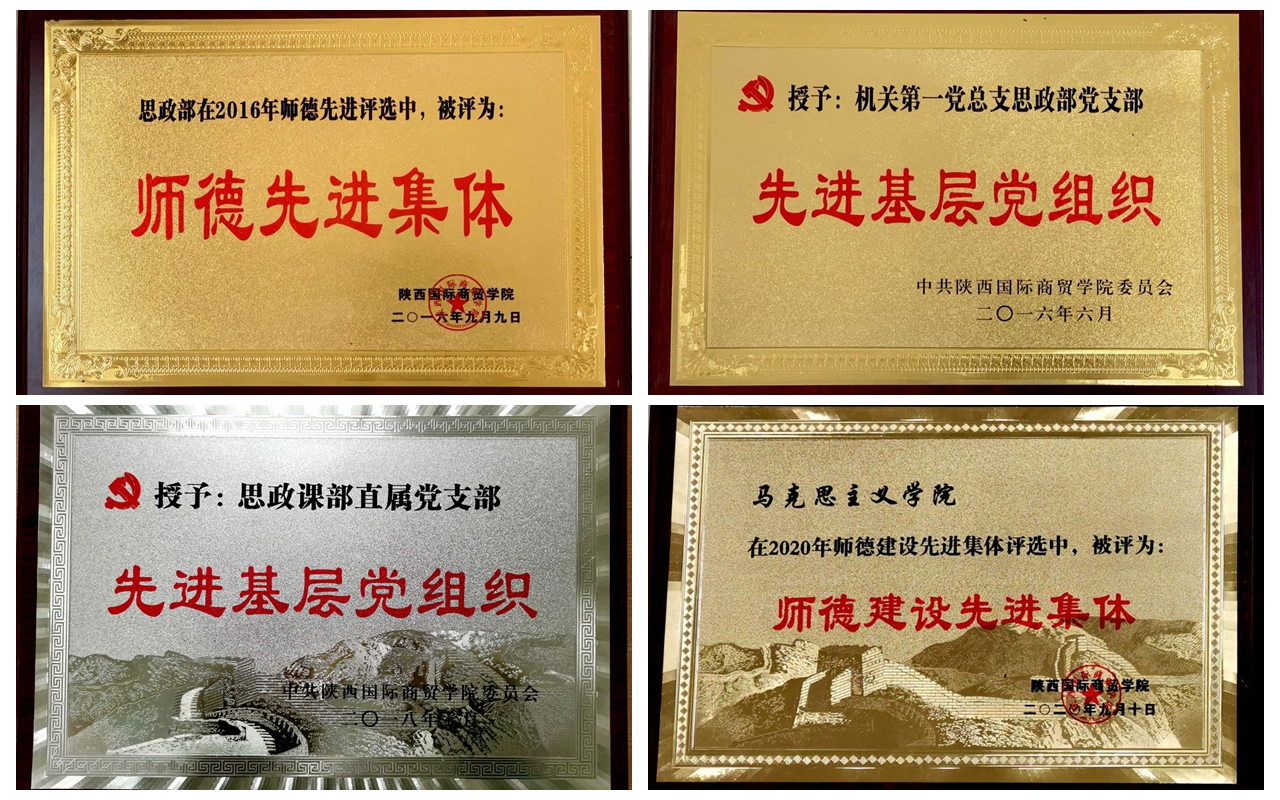 思政部在2016年师德先进评选中，被评为：
师德先进集体
陕西国际商贸学院
二〇一六年九月九日
授予：机关第一党总支思政部党支部
先进基层党组织
中共陕西国际商贸学院委员会
二〇一六年六月
授予：思政课部直属党支部
先进基层党组织
中共陕西国际商贸学院委员会
马克思主义学院
在2020年师德建设先进集体评选中，被评为：
师德建设先进集体
陕西国际商贸学院
二〇二〇年九月十日